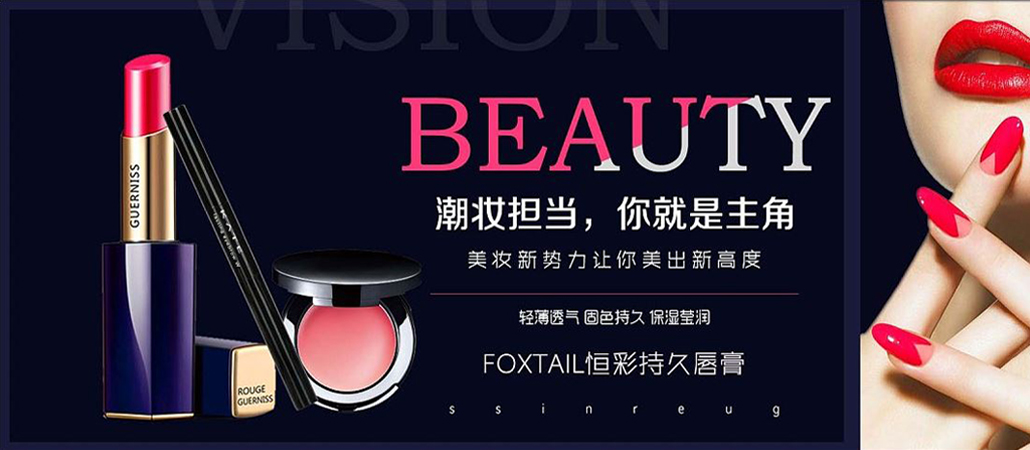 VISION
BEAUTY
潮妆担当，你就是主角
美妆新势力让你美出新高度
轻薄透气 固色持久 保湿莹润
FOXTAIL恒彩持久唇膏
ssinreug
GUERNISS
KATE
ROUGE
GUERNISS